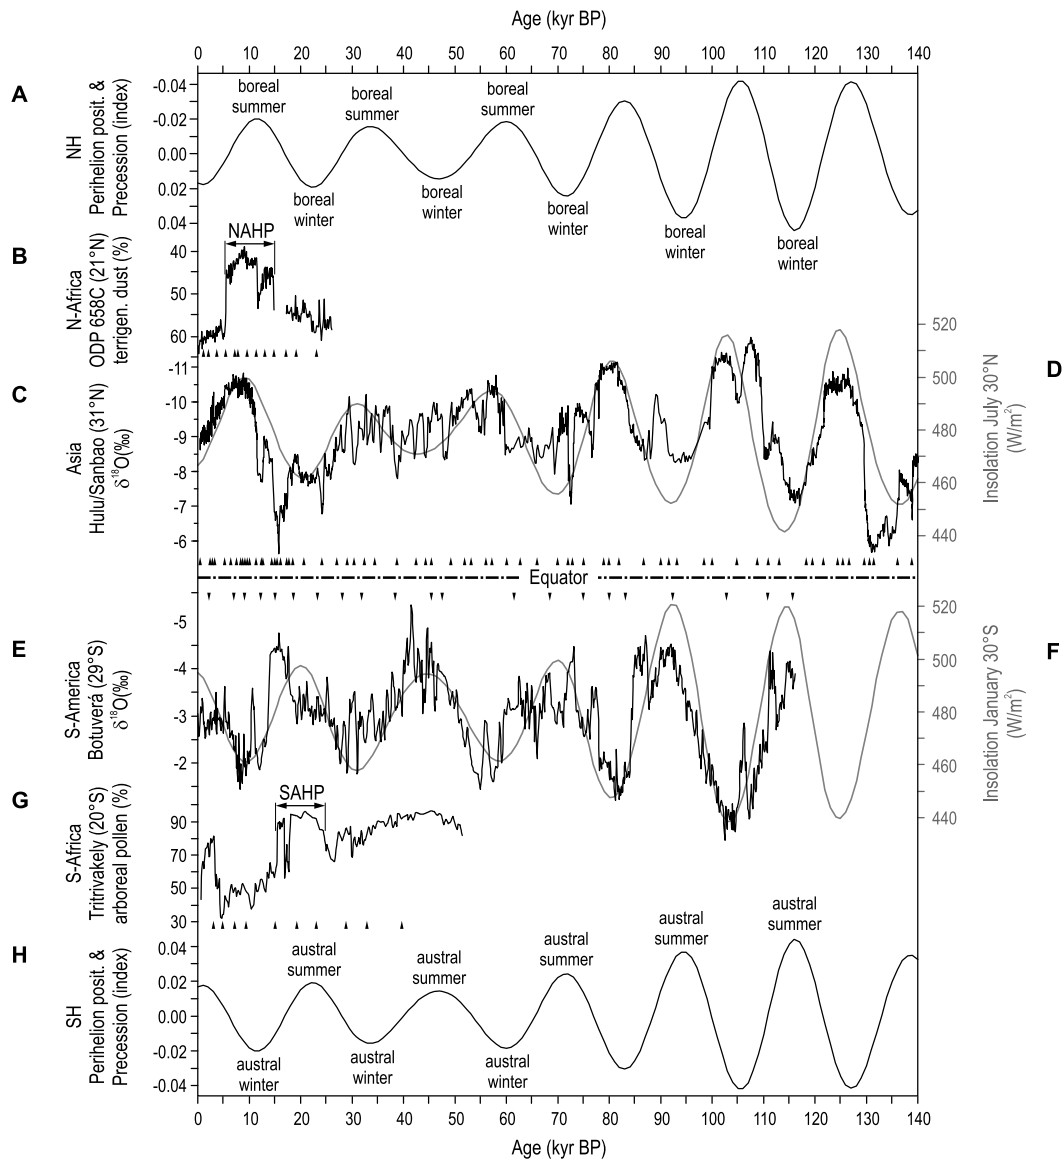 Age (kyr BP)
0 10 20 30 40 50 60 70 80 90 100 110 120 130 140
A
NH
Perihelion posit. &
Precession (index)
-0.04
-0.02
0.00
0.02
0.04
boreal
summer
boreal
summer
boreal
summer
boreal
winter
boreal
winter
boreal
winter
boreal
winter
boreal
winter
B
N-Africa
ODP 658C (21°N)
terrigen. dust (%)
40
50
60
NAHP
C
Asia
Hulu/Sanbao (31°N)
δ¹⁸O(‰)
-11
-10
-9
-8
-7
-6
D
Insolation July 30°N
(W/m²)
520
500
480
460
440
Equator
E
S-America
Botuverá (29°S)
δ¹⁸O(‰)
-5
-4
-3
-2
F
Insolation January 30°S
(W/m²)
520
500
480
460
440
G
S-Africa
Tritrivakely (20°S)
arboreal pollen (%)
90
70
50
30
SAHP
H
SH
Perihelion posit. &
Precession (index)
0.04
0.02
0.00
-0.02
-0.04
austral
summer
austral
summer
austral
summer
austral
summer
austral
summer
austral
winter
austral
winter
austral
winter
0 10 20 30 40 50 60 70 80 90 100 110 120 130 140
Age (kyr BP)